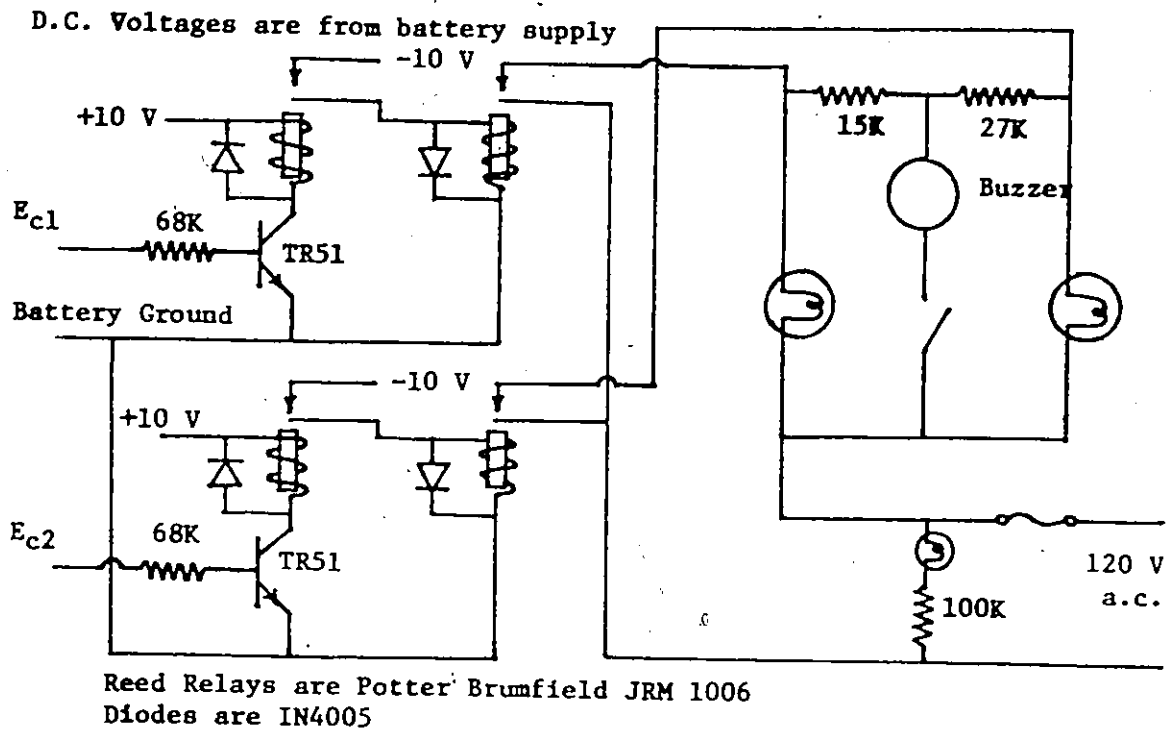 D.C. Voltages are from battery supply
-10 V
+10 V
15K
27K
Buzzer
Ec1
68K
TR51
Battery Ground
-10 V
+10 V
Ec2
68K
TR51
120 V
a.c.
100K
Reed Relays are Potter Brumfield JRM 1006
Diodes are IN4005